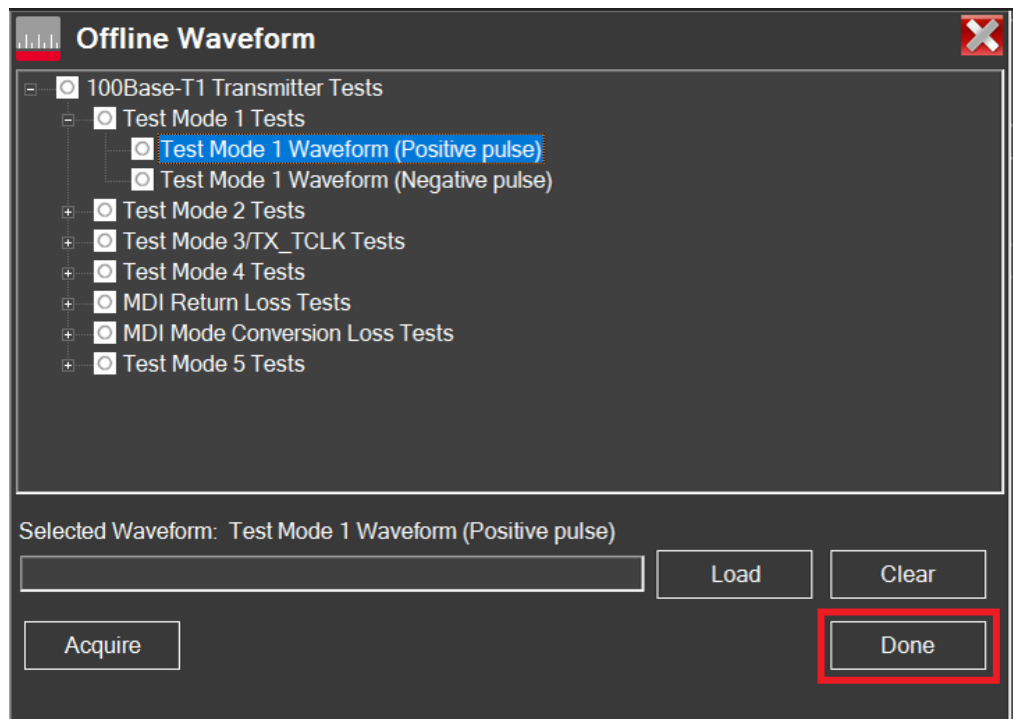 Offline Waveform
100Base-T1 Transmitter Tests
Test Mode 1 Tests
Test Mode 1 Waveform (Positive pulse)
Test Mode 1 Waveform (Negative pulse)
Test Mode 2 Tests
Test Mode 3/TX_TCLK Tests
Test Mode 4 Tests
MDI Return Loss Tests
MDI Mode Conversion Loss Tests
Test Mode 5 Tests
Selected Waveform: Test Mode 1 Waveform (Positive pulse)
Load
Clear
Acquire
Done